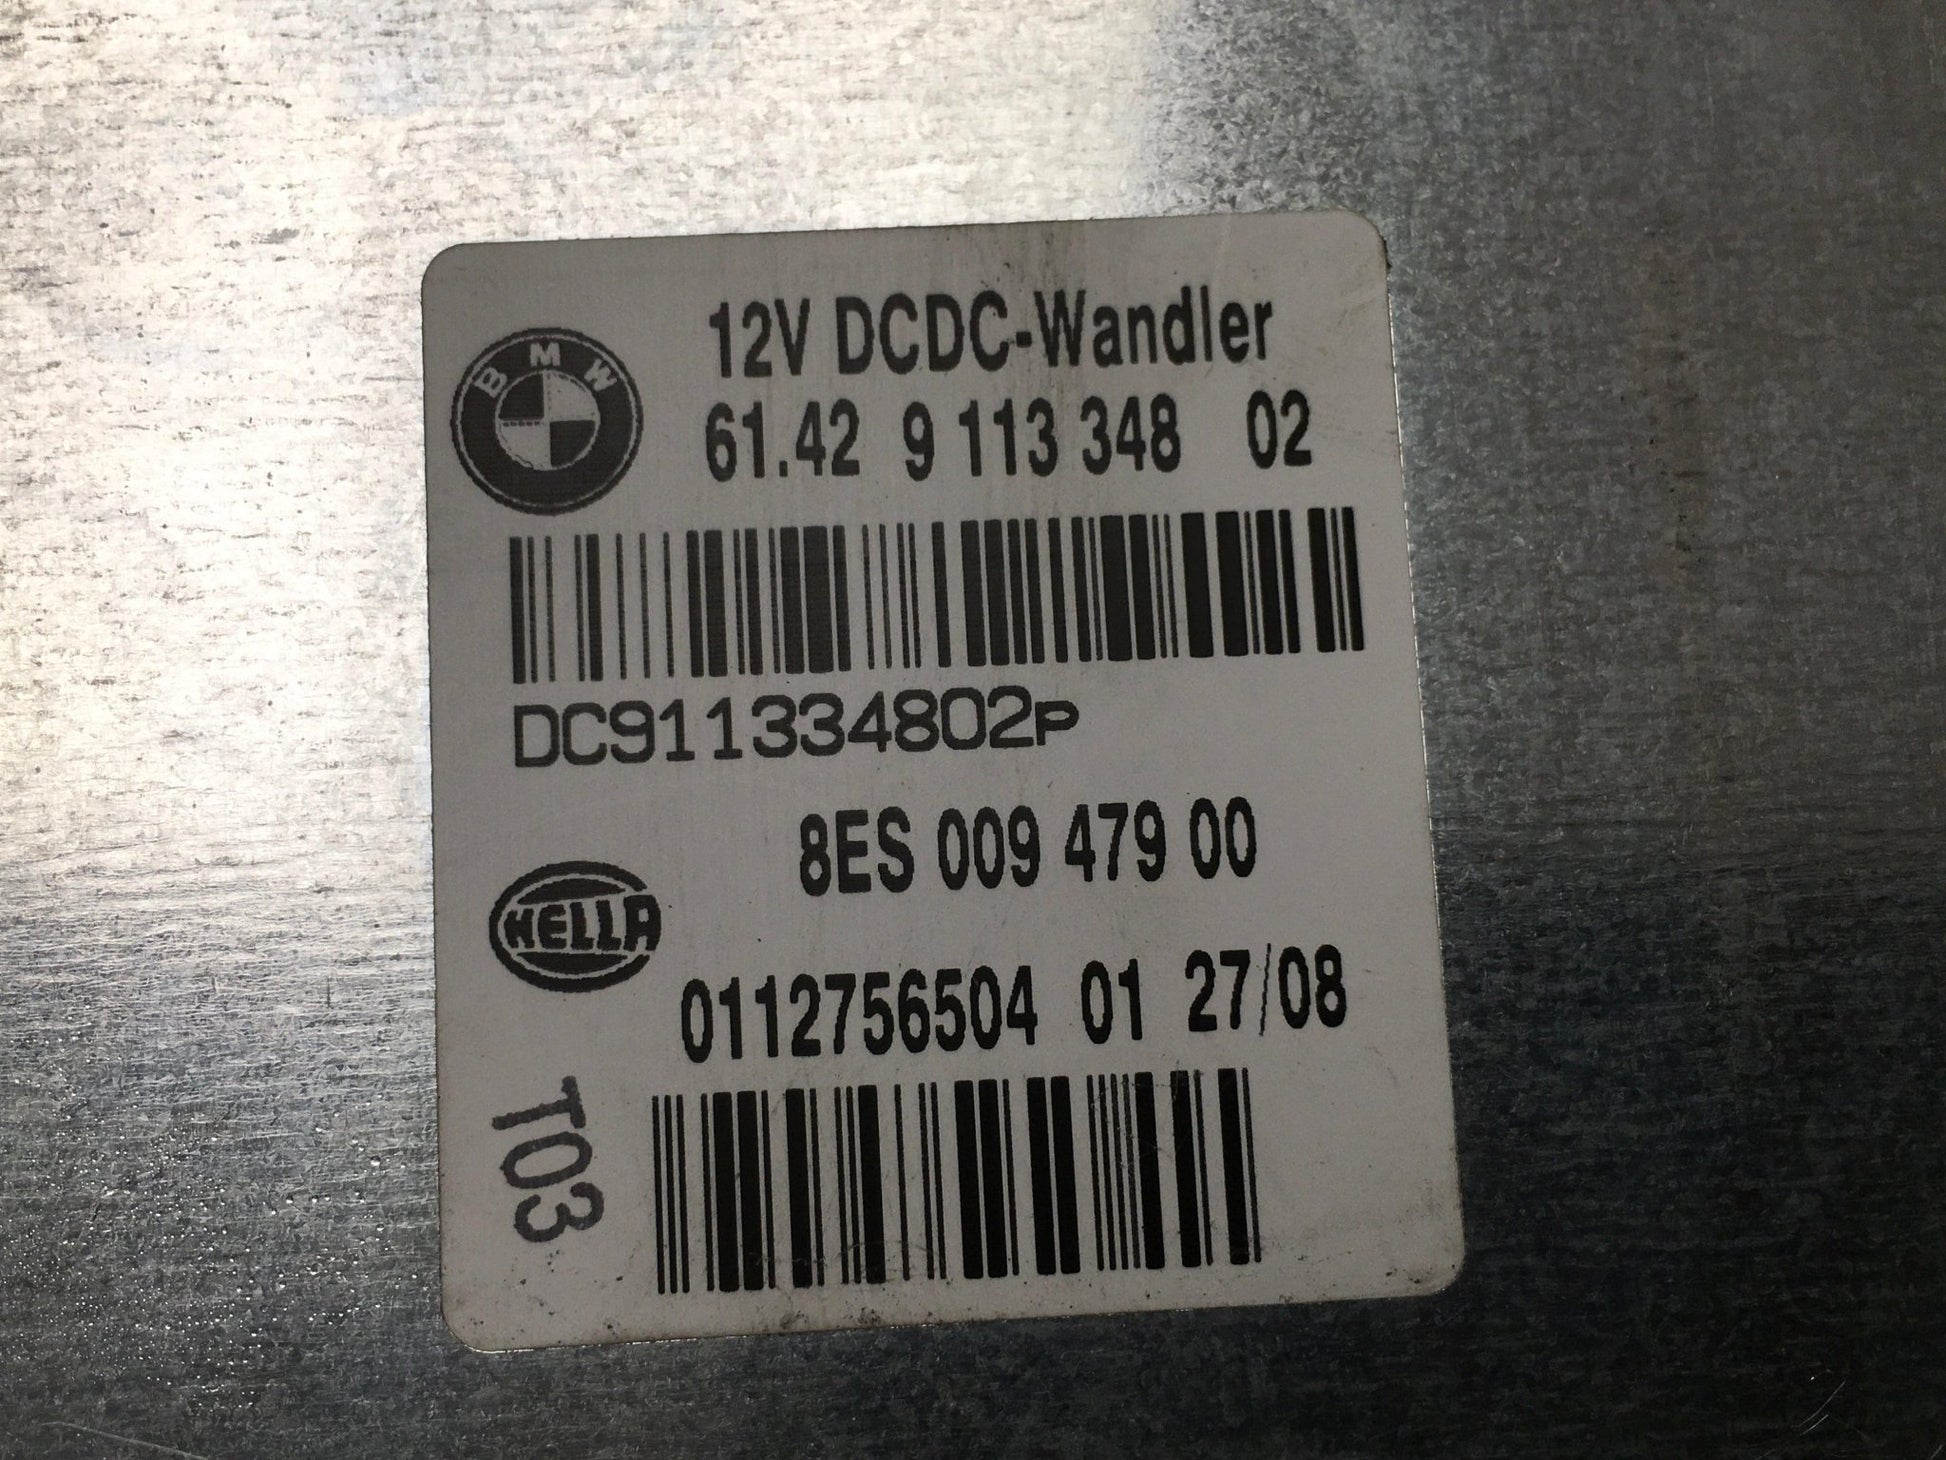 BMW
12V DCDC-Wandler
61.42 9 113 348 02
DC911334802P
8ES 009 479 00
HELLA
0112756504 01 27/08
T03